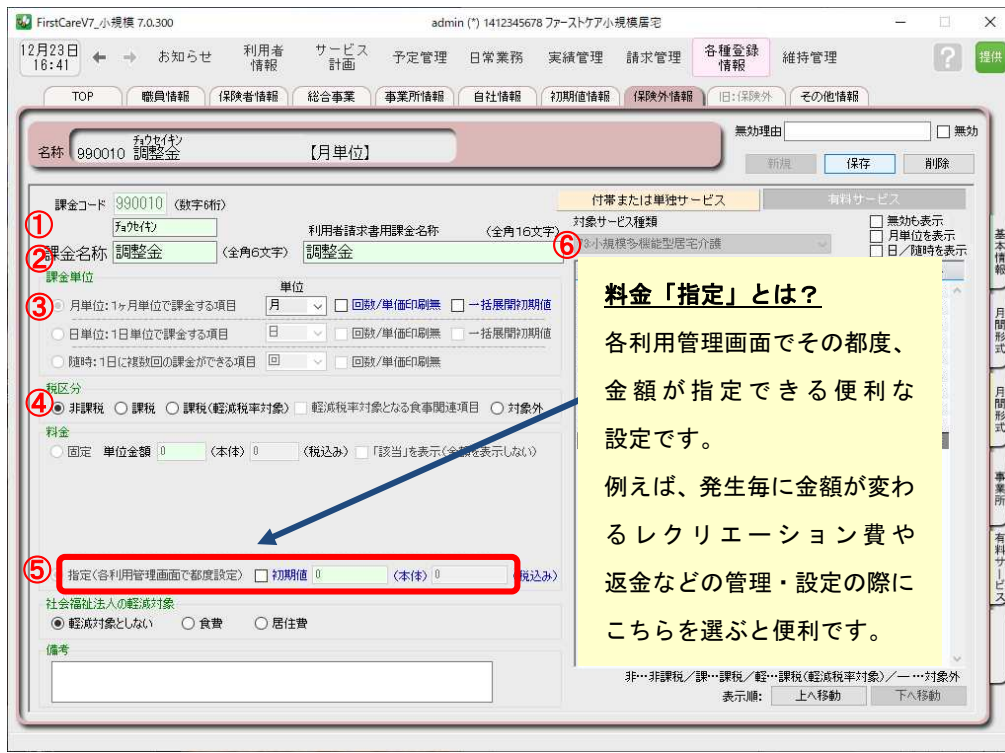 FirstCareV7_小規模 7.0.300
admin (*) 1412345678 ファーストケア小規模居宅
12月23日
16:41
お知らせ
利用者
情報
サービス
計画
予定管理
日常業務
実績管理
請求管理
各種登録
情報
維持管理
?
提供
TOP
職員情報
保険者情報
総合事業
事業所情報
自社情報
初期値情報
保険外情報
旧:保険外
その他情報
無効理由
無効
名称 990010
チョウセイキン
調整金
【月単位】
新規
保存
削除
課金コード 990010 (数字6桁)
付帯または単独サービス
有料サービス
①
チョウセイキン
利用者請求書用課金名称 (全角16文字)
対象サービス種類
無効も表示
月単位を表示
日/随時を表示
② 課金名称 調整金 (全角6文字) 調整金
⑥ 73小規模多機能型居宅介護
課金単位
単位
③ 月単位:1ヶ月単位で課金する項目 月 回数/単価印刷無 一括展開初期値
日単位:1日単位で課金する項目 日 回数/単価印刷無 一括展開初期値
随時:1日に複数回の課金ができる項目 回 回数/単価印刷無
税区分
④ 非課税 課税 課税(軽減税率対象) 軽減税率対象となる食事関連項目 対象外
料金
固定 単位金額 0 (本体) 0 (税込み) 「該当」を表示(金額を表示しない)
⑤ 指定(各利用管理画面で都度設定) 初期値 0 (本体) 0 (税込み)
社会福祉法人の軽減対象
軽減対象としない 食費 居住費
備考
料金「指定」とは?
各利用管理画面でその都度、
金額が指定できる便利な
設定です。
例えば、発生毎に金額が変わ
るレクリエーション費や
返金などの管理・設定の際に
こちらを選ぶと便利です。
非…非課税/課…課税/軽…課税(軽減税率対象)/ー…対象外
表示順: 上へ移動 下へ移動
基本情報
月間形式
月間形式
事業所
有料サービス